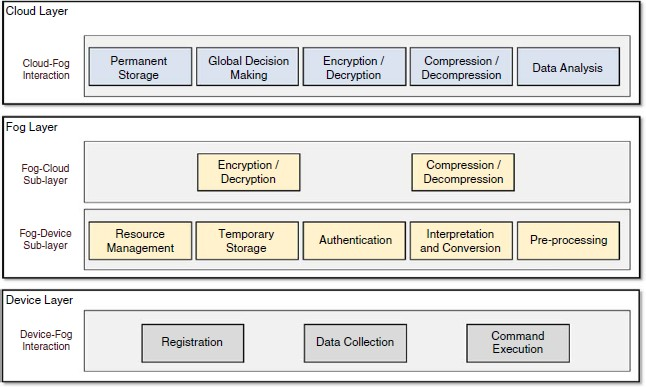 Cloud Layer
Cloud-Fog
Interaction
Permanent
Storage
Global Decision
Making
Encryption /
Decryption
Compression /
Decompression
Data Analysis
Fog Layer
Fog-Cloud
Sub-layer
Encryption /
Decryption
Compression /
Decompression
Fog-Device
Sub-layer
Resource
Management
Temporary
Storage
Authentication
Interpretation
and Conversion
Pre-processing
Device Layer
Device-Fog
Interaction
Registration
Data Collection
Command
Execution